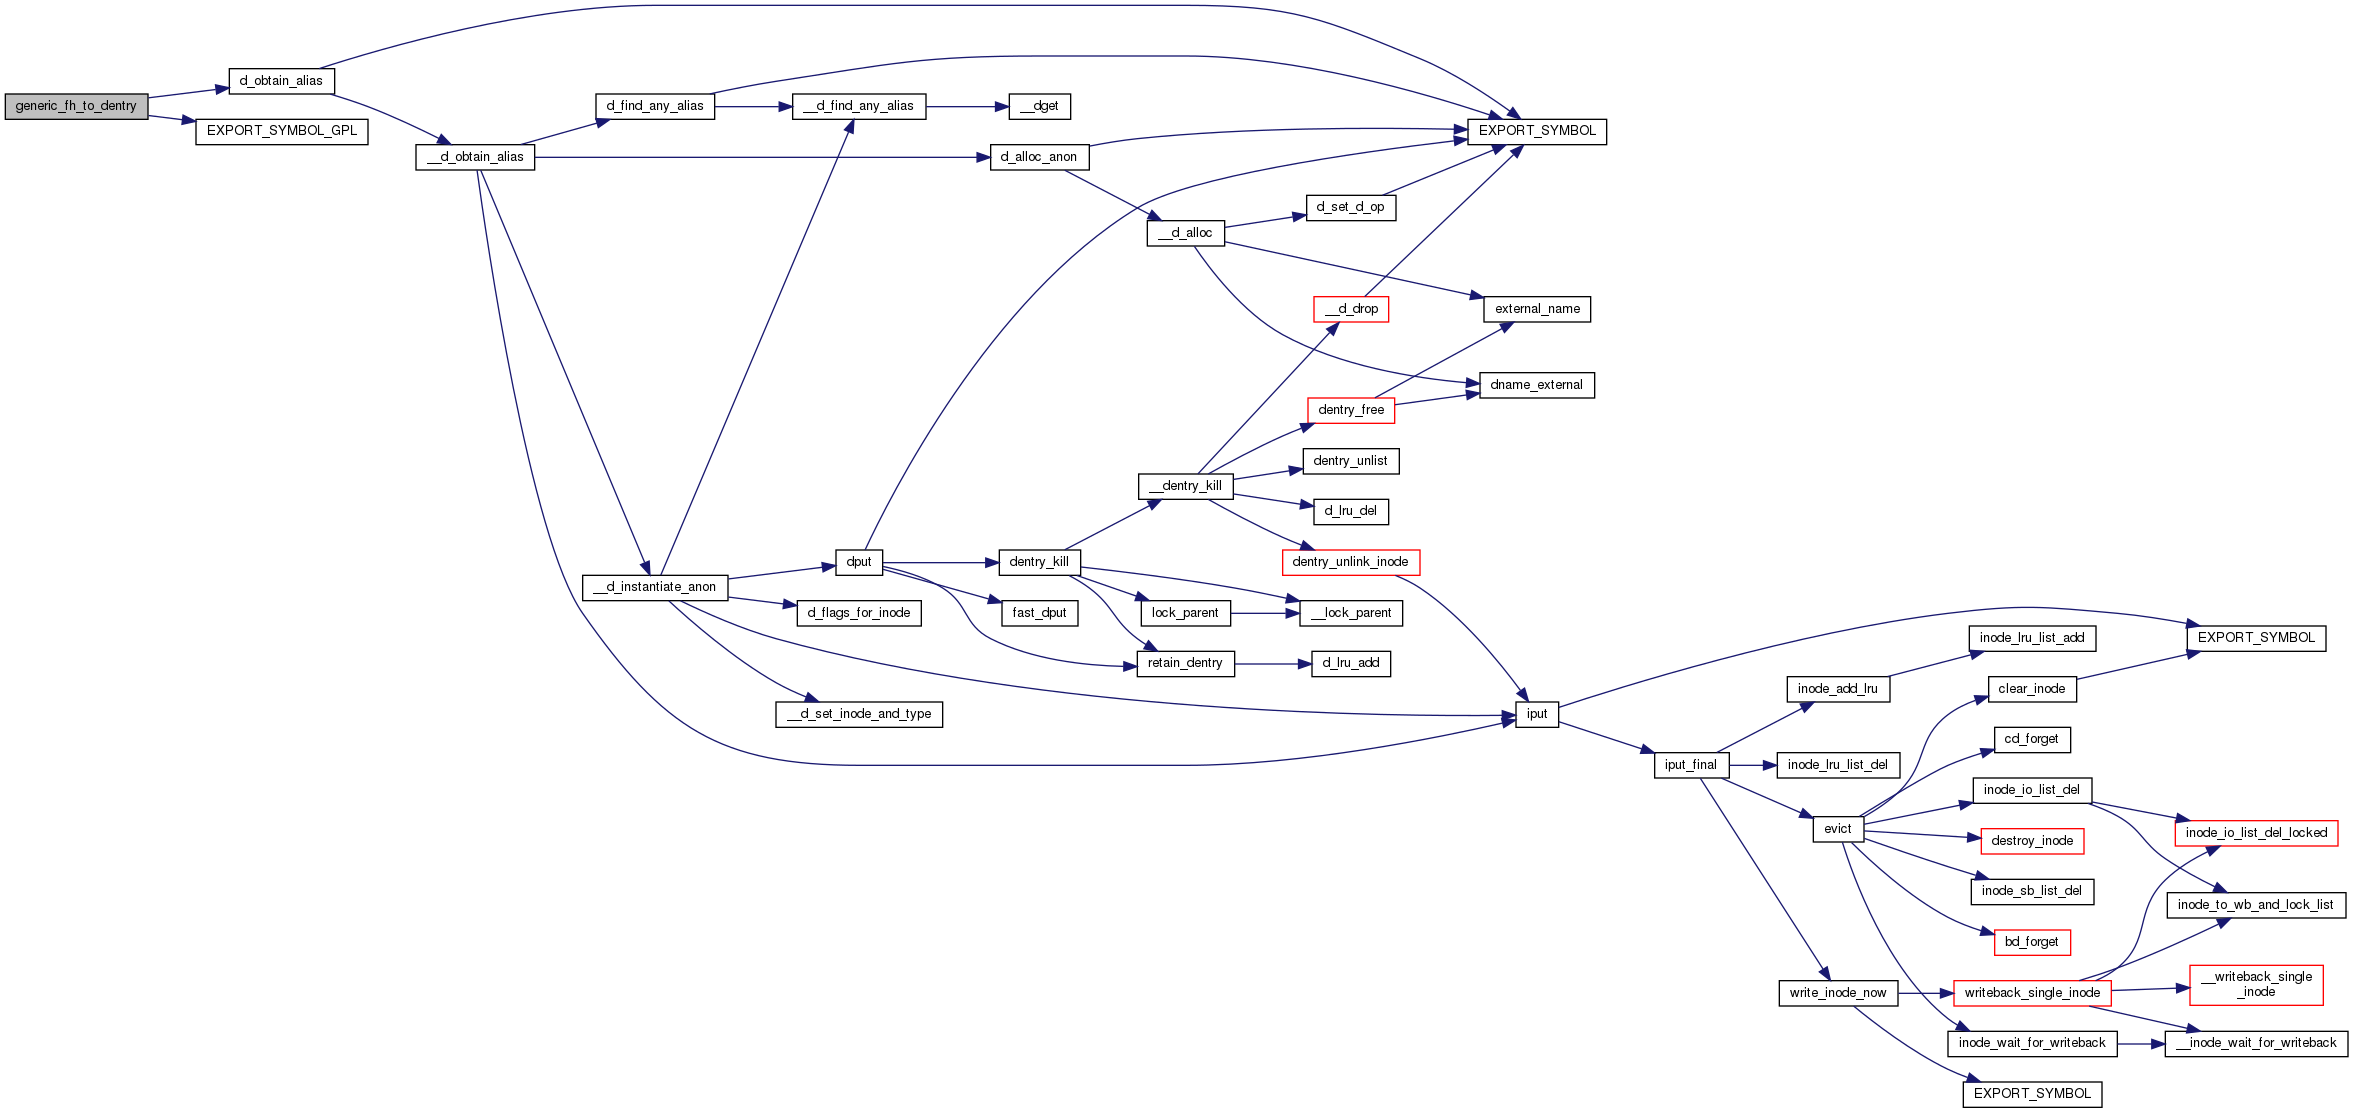 generic_fh_to_dentry
d_obtain_alias
EXPORT_SYMBOL_GPL
__d_obtain_alias
d_find_any_alias
__d_find_any_alias
__dget
d_alloc_anon
EXPORT_SYMBOL
__d_alloc
d_set_d_op
__d_drop
external_name
dname_external
dentry_free
dentry_unlist
__dentry_kill
d_lru_del
dput
dentry_kill
dentry_unlink_inode
__d_instantiate_anon
d_flags_for_inode
fast_dput
lock_parent
__lock_parent
retain_dentry
d_lru_add
__d_set_inode_and_type
iput
EXPORT_SYMBOL
inode_lru_list_add
inode_add_lru
clear_inode
cd_forget
iput_final
inode_lru_list_del
inode_io_list_del
evict
destroy_inode
inode_io_list_del_locked
inode_sb_list_del
inode_to_wb_and_lock_list
bd_forget
write_inode_now
writeback_single_inode
__writeback_single
_inode
inode_wait_for_writeback
__inode_wait_for_writeback
EXPORT_SYMBOL